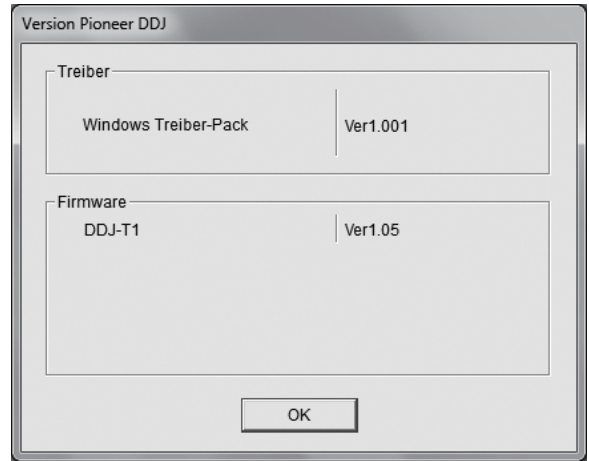 Version Pioneer DDJ
Treiber
Windows Treiber-Pack Ver1.001
Firmware
DDJ-T1 Ver1.05
OK